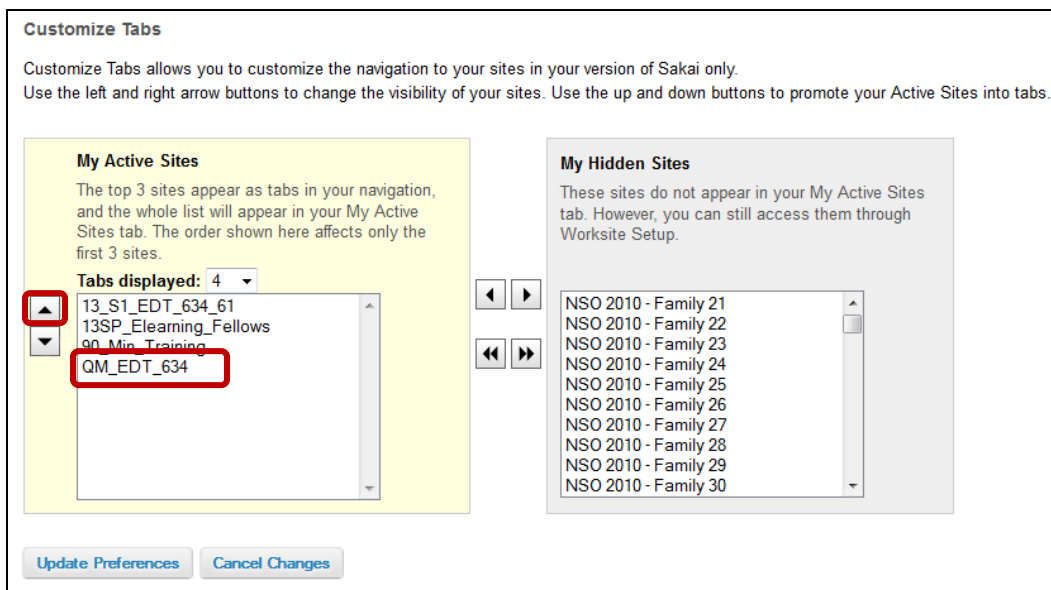 Customize Tabs
Customize Tabs allows you to customize the navigation to your sites in your version of Sakai only.
Use the left and right arrow buttons to change the visibility of your sites. Use the up and down buttons to promote your Active Sites into tabs.
My Active Sites
The top 3 sites appear as tabs in your navigation,
and the whole list will appear in your My Active
Sites tab. The order shown here affects only the
first 3 sites.
Tabs displayed: 4
13_S1_EDT_634_61
13SP_Elearning_Fellows
90_Min_Training
QM_EDT_634
My Hidden Sites
These sites do not appear in your My Active Sites
tab. However, you can still access them through
Worksite Setup.
NSO 2010 - Family 21
NSO 2010 - Family 22
NSO 2010 - Family 23
NSO 2010 - Family 24
NSO 2010 - Family 25
NSO 2010 - Family 26
NSO 2010 - Family 27
NSO 2010 - Family 28
NSO 2010 - Family 29
NSO 2010 - Family 30
Update Preferences
Cancel Changes